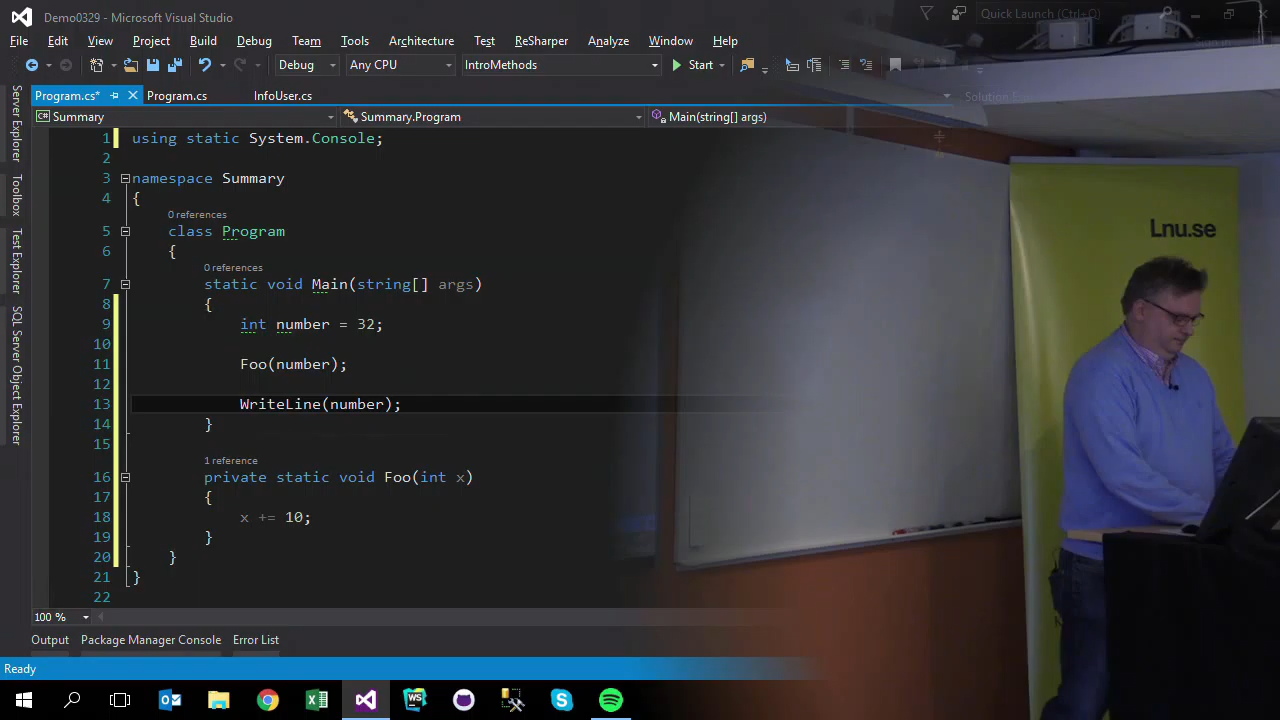 Demo0329 - Microsoft Visual Studio
Quick Launch (Ctrl+Q)
File Edit View Project Build Debug Team Tools Architecture Test ReSharper Analyze Window Help
Sign in
Debug Any CPU IntroMethods Start
Program.cs* Program.cs InfoUser.cs
Summary Summary.Program Main(string[] args)
Server Explorer
Toolbox
Test Explorer
SQL Server Object Explorer
1 using static System.Console;
2
3 namespace Summary
4 {
0 references
5 class Program
6 {
0 references
7 static void Main(string[] args)
8 {
9 int number = 32;
10
11 Foo(number);
12
13 WriteLine(number);
14 }
15
1 reference
16 private static void Foo(int x)
17 {
18 x += 10;
19 }
20 }
21 }
22
100 %
Output Package Manager Console Error List
Ready
Lnu.se